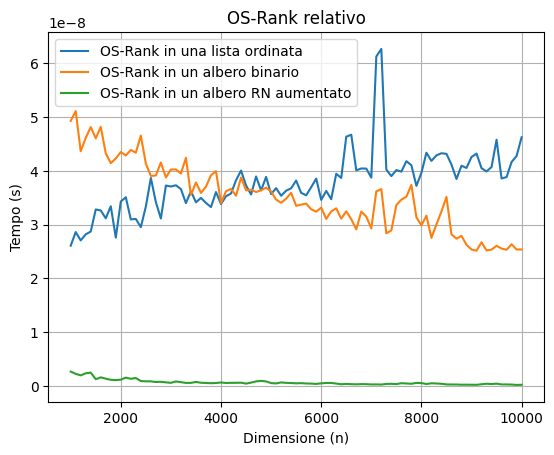 OS-Rank relativo
1e−8
OS-Rank in una lista ordinata
OS-Rank in un albero binario
OS-Rank in un albero RN aumentato
6
5
4
3
2
1
0
Tempo (s)
2000 4000 6000 8000 10000
Dimensione (n)